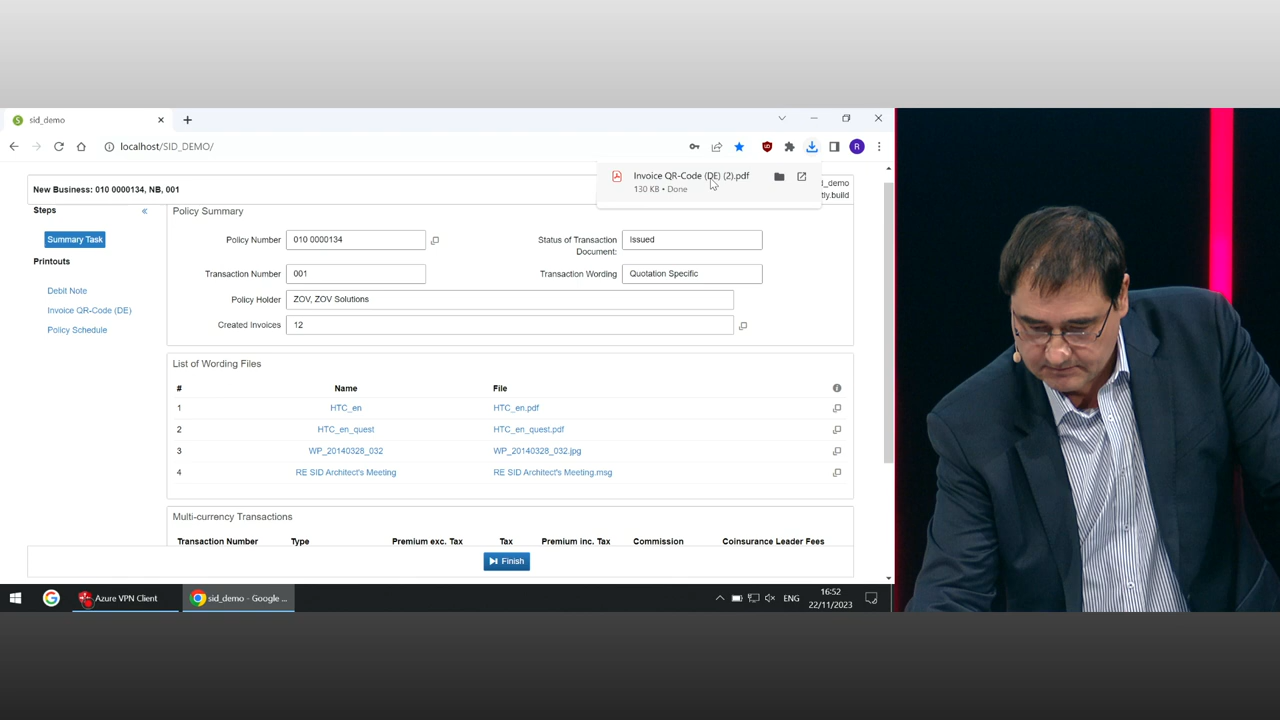 sid_demo
localhost/SID_DEMO/
Invoice QR-Code (DE) (2).pdf
130 KB • Done
New Business: 010 0000134, NB, 001
l_demo
tly.build
Steps
Summary Task
Printouts
Debit Note
Invoice QR-Code (DE)
Policy Schedule
Policy Summary
Policy Number 010 0000134 Status of Transaction Document: Issued
Transaction Number 001 Transaction Wording Quotation Specific
Policy Holder ZOV, ZOV Solutions
Created Invoices 12
List of Wording Files
# Name File
1 HTC_en HTC_en.pdf
2 HTC_en_quest HTC_en_quest.pdf
3 WP_20140328_032 WP_20140328_032.jpg
4 RE SID Architect's Meeting RE SID Architect's Meeting.msg
Multi-currency Transactions
Transaction Number Type Premium exc. Tax Tax Premium inc. Tax Commission Coinsurance Leader Fees
Finish
Azure VPN Client
sid_demo - Google ...
ENG
16:52
22/11/2023